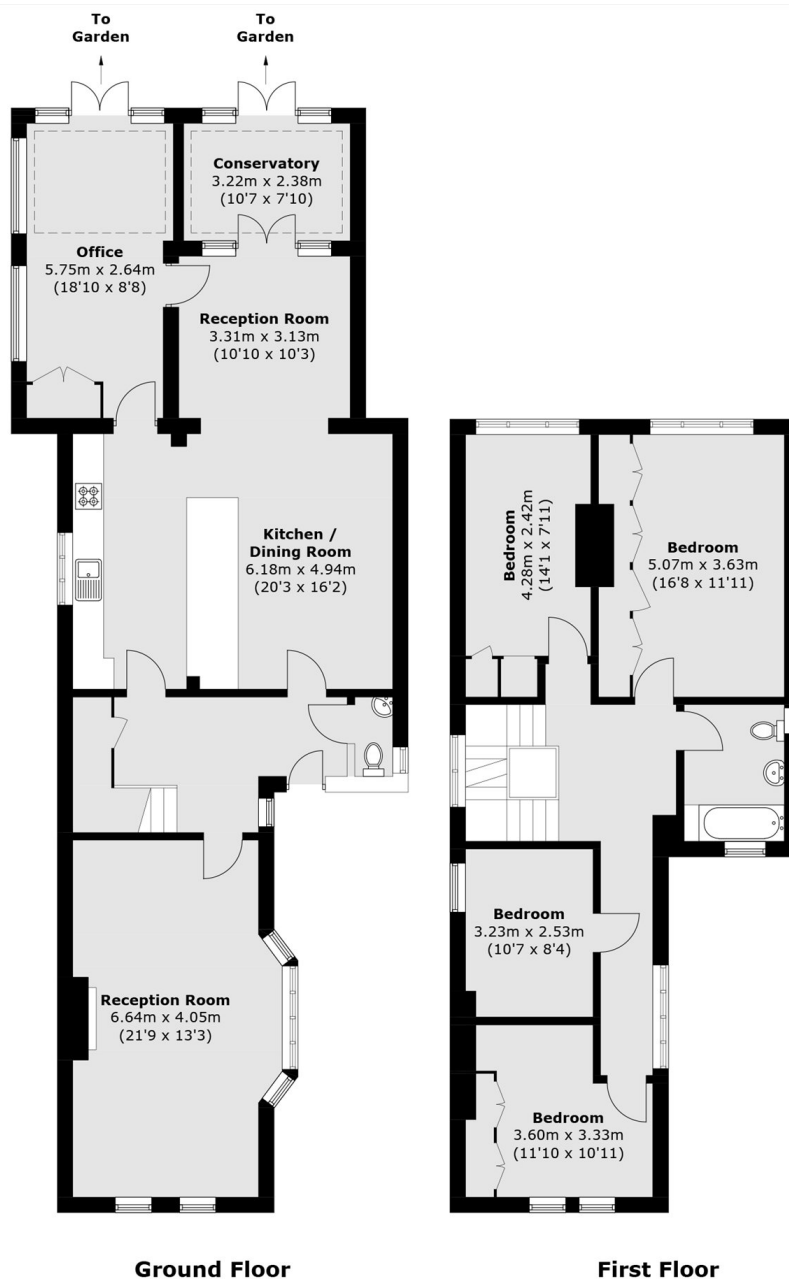 To
Garden
To
Garden
Conservatory
3.22m x 2.38m
(10'7 x 7'10)
Office
5.75m x 2.64m
(18'10 x 8'8)
Reception Room
3.31m x 3.13m
(10'10 x 10'3)
Kitchen /
Dining Room
6.18m x 4.94m
(20'3 x 16'2)
Reception Room
6.64m x 4.05m
(21'9 x 13'3)
Ground Floor
Bedroom
4.28m x 2.42m
(14'1 x 7'11)
Bedroom
5.07m x 3.63m
(16'8 x 11'11)
Bedroom
3.23m x 2.53m
(10'7 x 8'4)
Bedroom
3.60m x 3.33m
(11'10 x 10'11)
First Floor